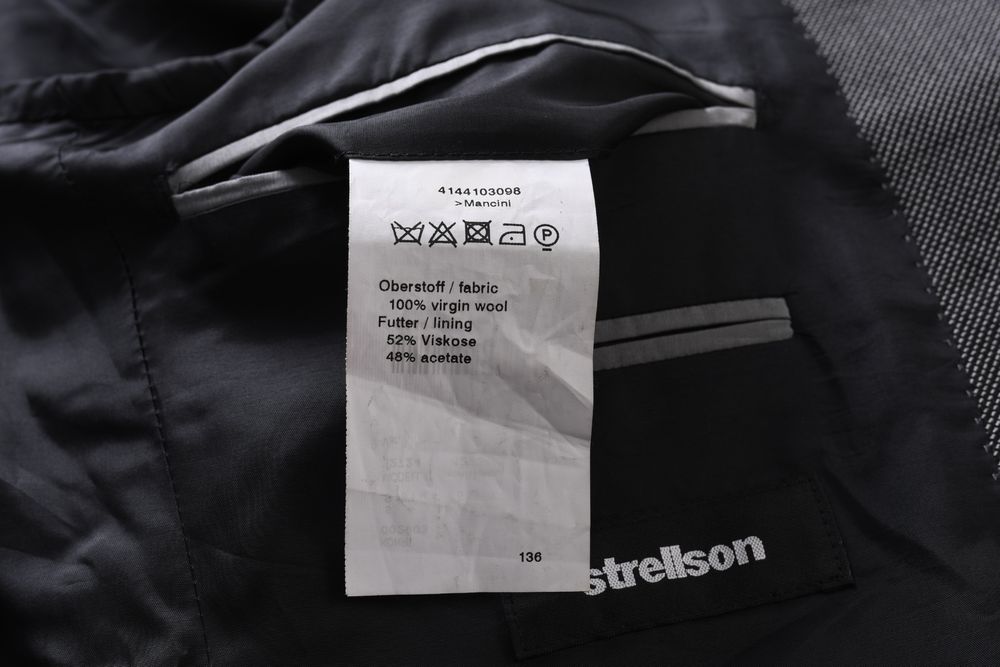 4144103098
>Mancini
P
Oberstoff / fabric
100% virgin wool
Futter / lining
52% Viskose
48% acetate
136
strellson